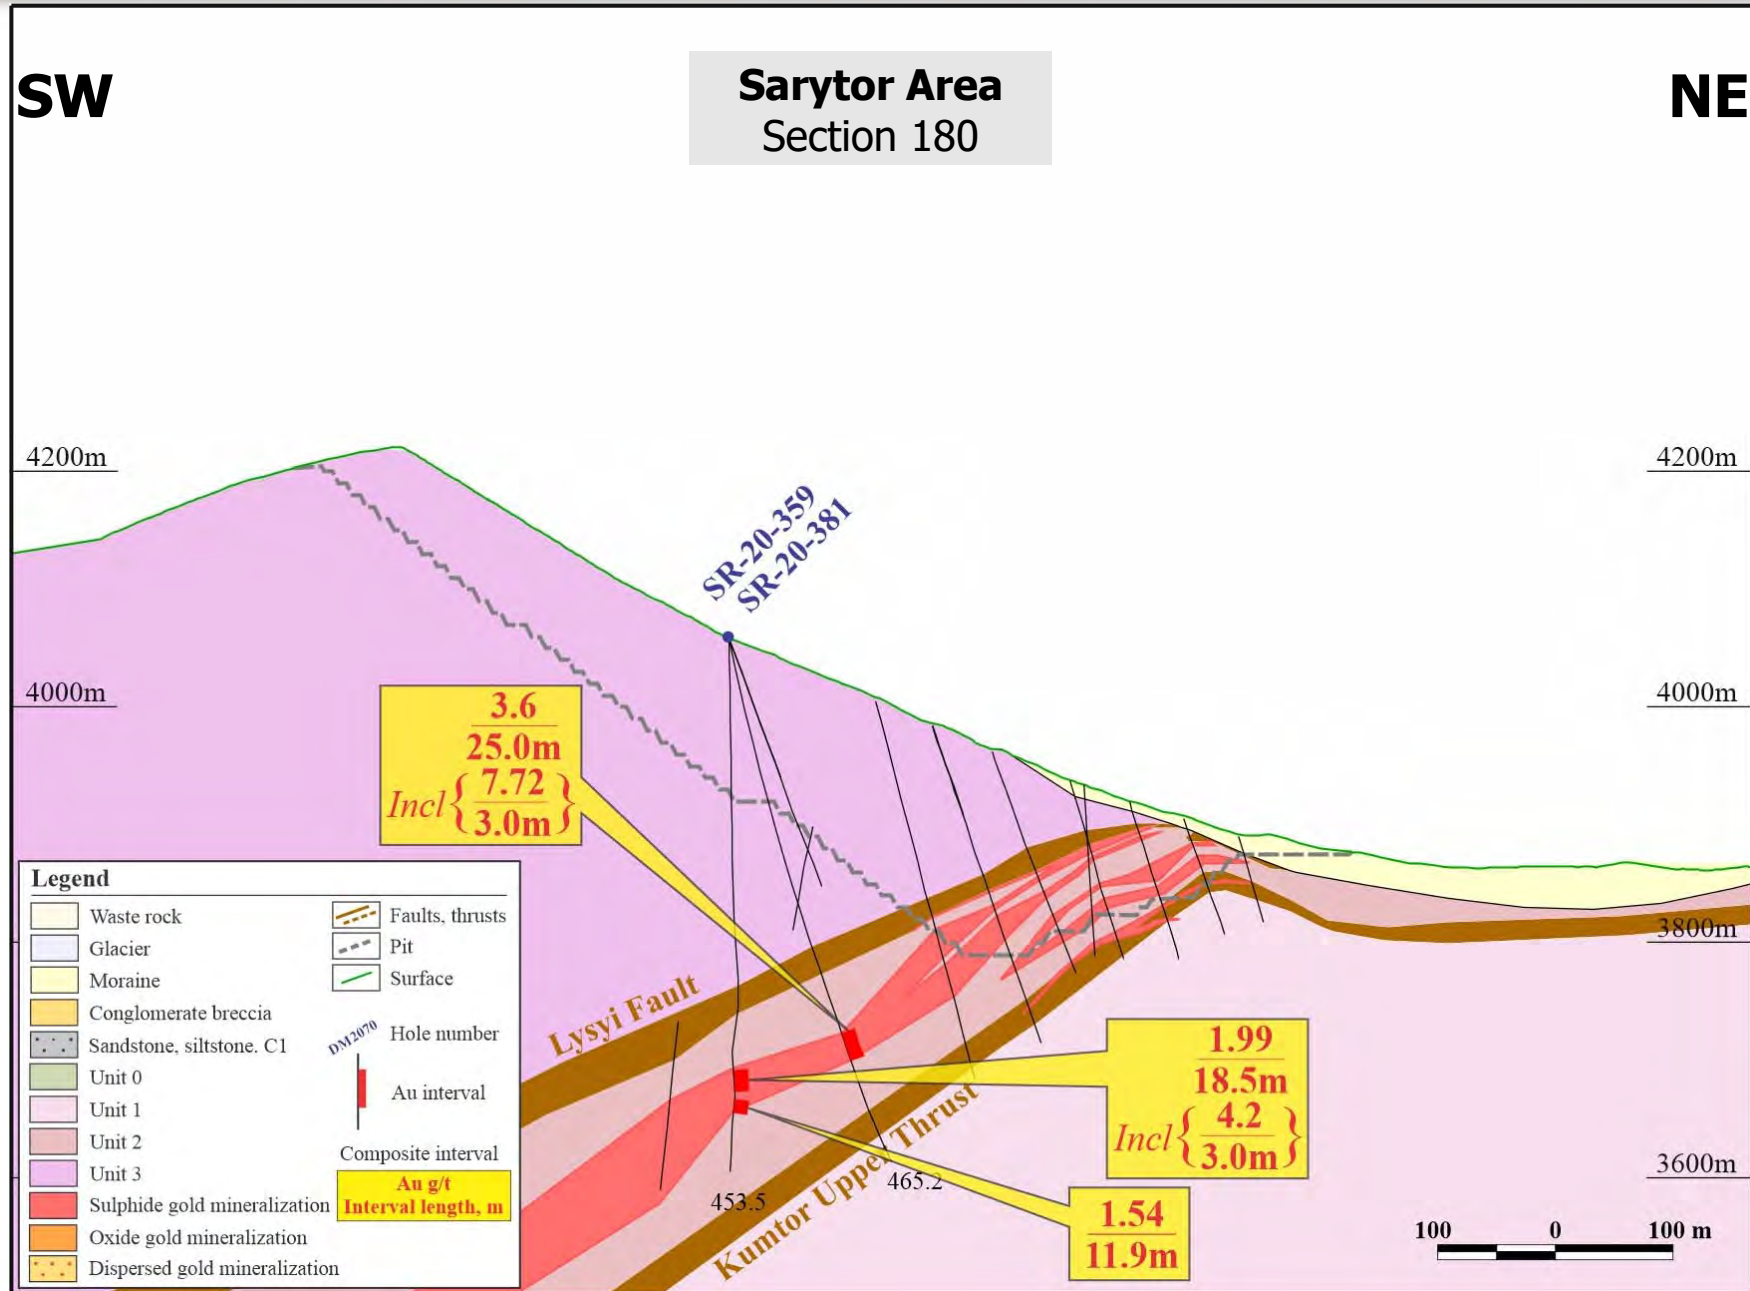 SW
Sarytor Area
Section 180
NE
4200m
4200m
SR-20-359
SR-20-381
4000m
4000m
3.6
25.0m
Incl { 7.72
3.0m }
Lysyi Fault
3800m
1.99
18.5m
Incl { 4.2
3.0m }
Kumtor Upper Thrust
3600m
465.2
453.5
1.54
11.9m
100 0 100 m
Legend
Waste rock
Glacier
Moraine
Conglomerate breccia
Sandstone, siltstone. C1
Unit 0
Unit 1
Unit 2
Unit 3
Sulphide gold mineralization
Oxide gold mineralization
Dispersed gold mineralization
Faults, thrusts
Pit
Surface
DM2070
Hole number
Au interval
Composite interval
Au g/t
Interval length, m